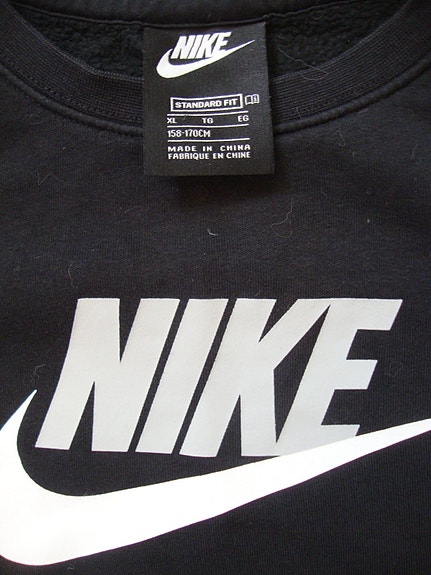 NIKE
STANDARD FIT
XL TG EG
158-170CM
MADE IN CHINA
FABRIQUE EN CHINE
NIKE